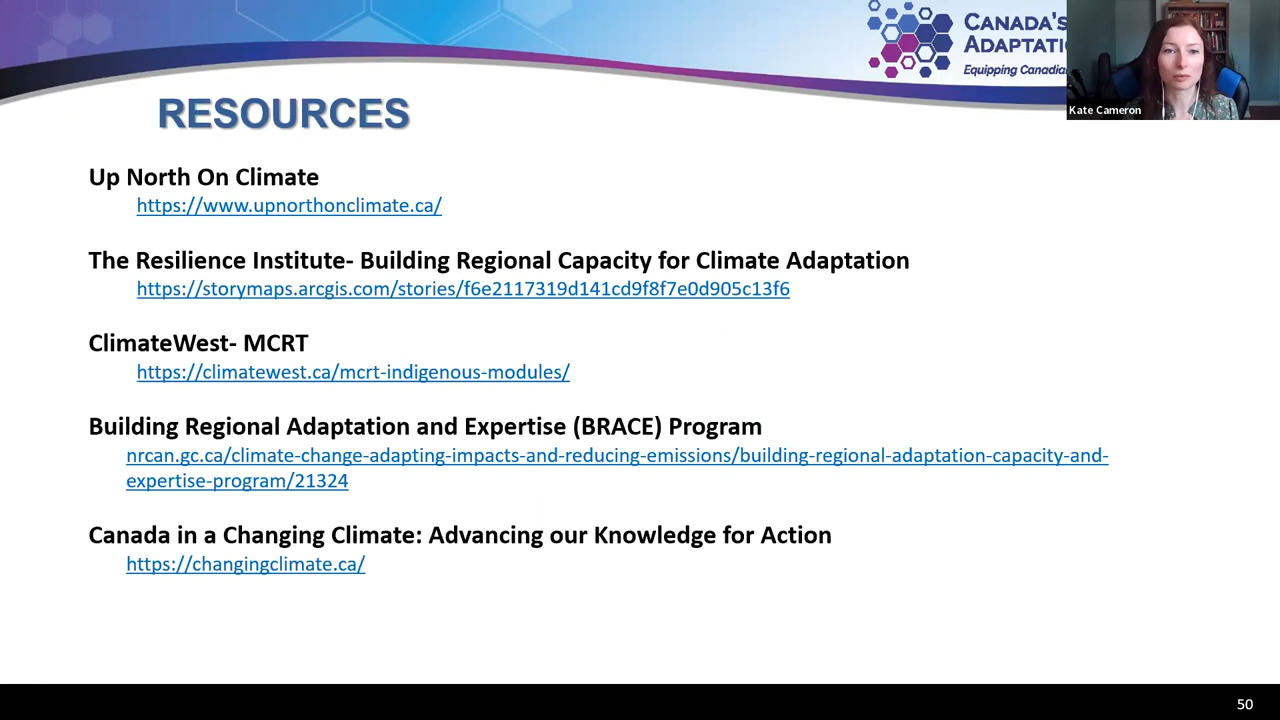 CANADA'S
ADAPTATI
Equipping Canadia
Kate Cameron
RESOURCES
Up North On Climate
https://www.upnorthonclimate.ca/
The Resilience Institute- Building Regional Capacity for Climate Adaptation
https://storymaps.arcgis.com/stories/f6e2117319d141cd9f8f7e0d905c13f6
ClimateWest- MCRT
https://climatewest.ca/mcrt-indigenous-modules/
Building Regional Adaptation and Expertise (BRACE) Program
nrcan.gc.ca/climate-change-adapting-impacts-and-reducing-emissions/building-regional-adaptation-capacity-and-
expertise-program/21324
Canada in a Changing Climate: Advancing our Knowledge for Action
https://changingclimate.ca/
50